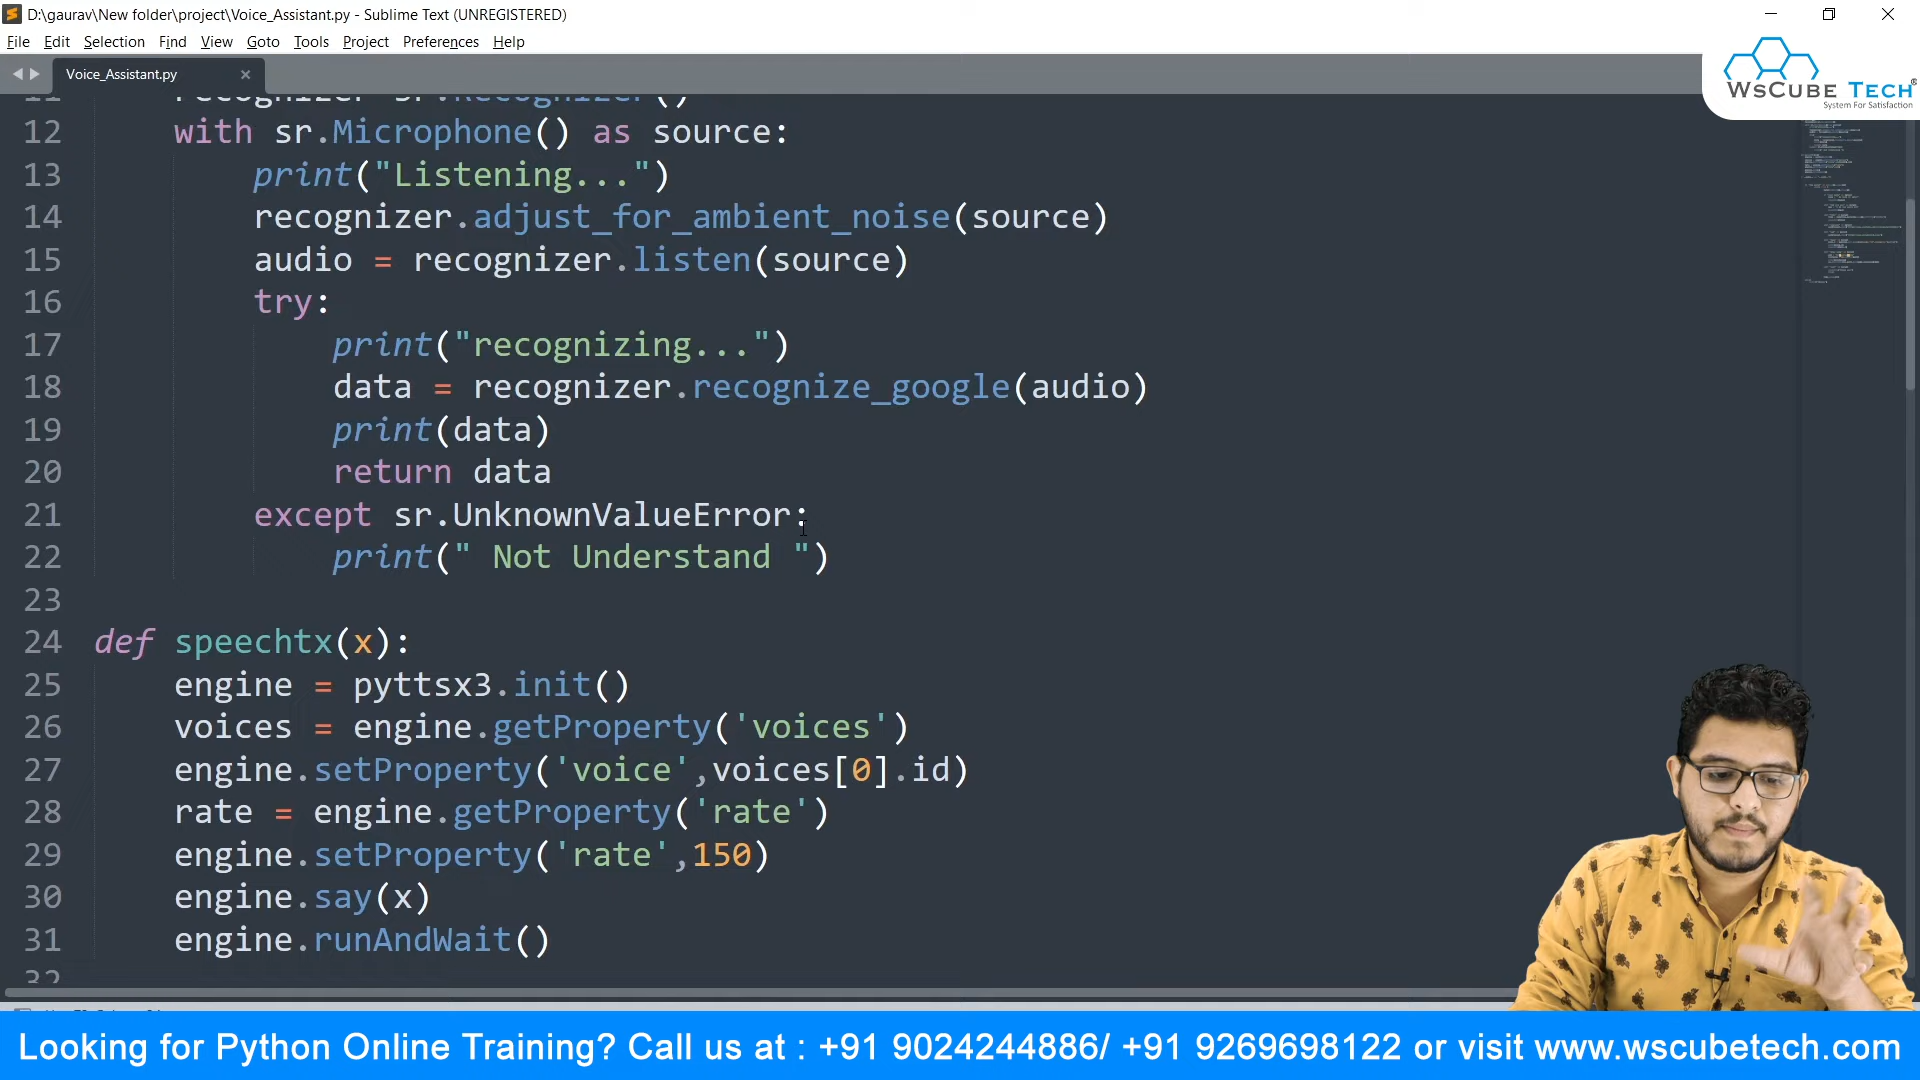 D:\gaurav\New folder\project\Voice_Assistant.py - Sublime Text (UNREGISTERED)
File Edit Selection Find View Goto Tools Project Preferences Help
Voice_Assistant.py
WsCube TECH
System For Satisfaction
11 recognizer sr.Recognizer()
12 with sr.Microphone() as source:
13 print("Listening...")
14 recognizer.adjust_for_ambient_noise(source)
15 audio = recognizer.listen(source)
16 try:
17 print("recognizing...")
18 data = recognizer.recognize_google(audio)
19 print(data)
20 return data
21 except sr.UnknownValueError:
22 print(" Not Understand ")
23
24 def speechtx(x):
25 engine = pyttsx3.init()
26 voices = engine.getProperty('voices')
27 engine.setProperty('voice',voices[0].id)
28 rate = engine.getProperty('rate')
29 engine.setProperty('rate',150)
30 engine.say(x)
31 engine.runAndWait()
32
Looking for Python Online Training? Call us at : +91 9024244886/ +91 9269698122 or visit www.wscubetech.com